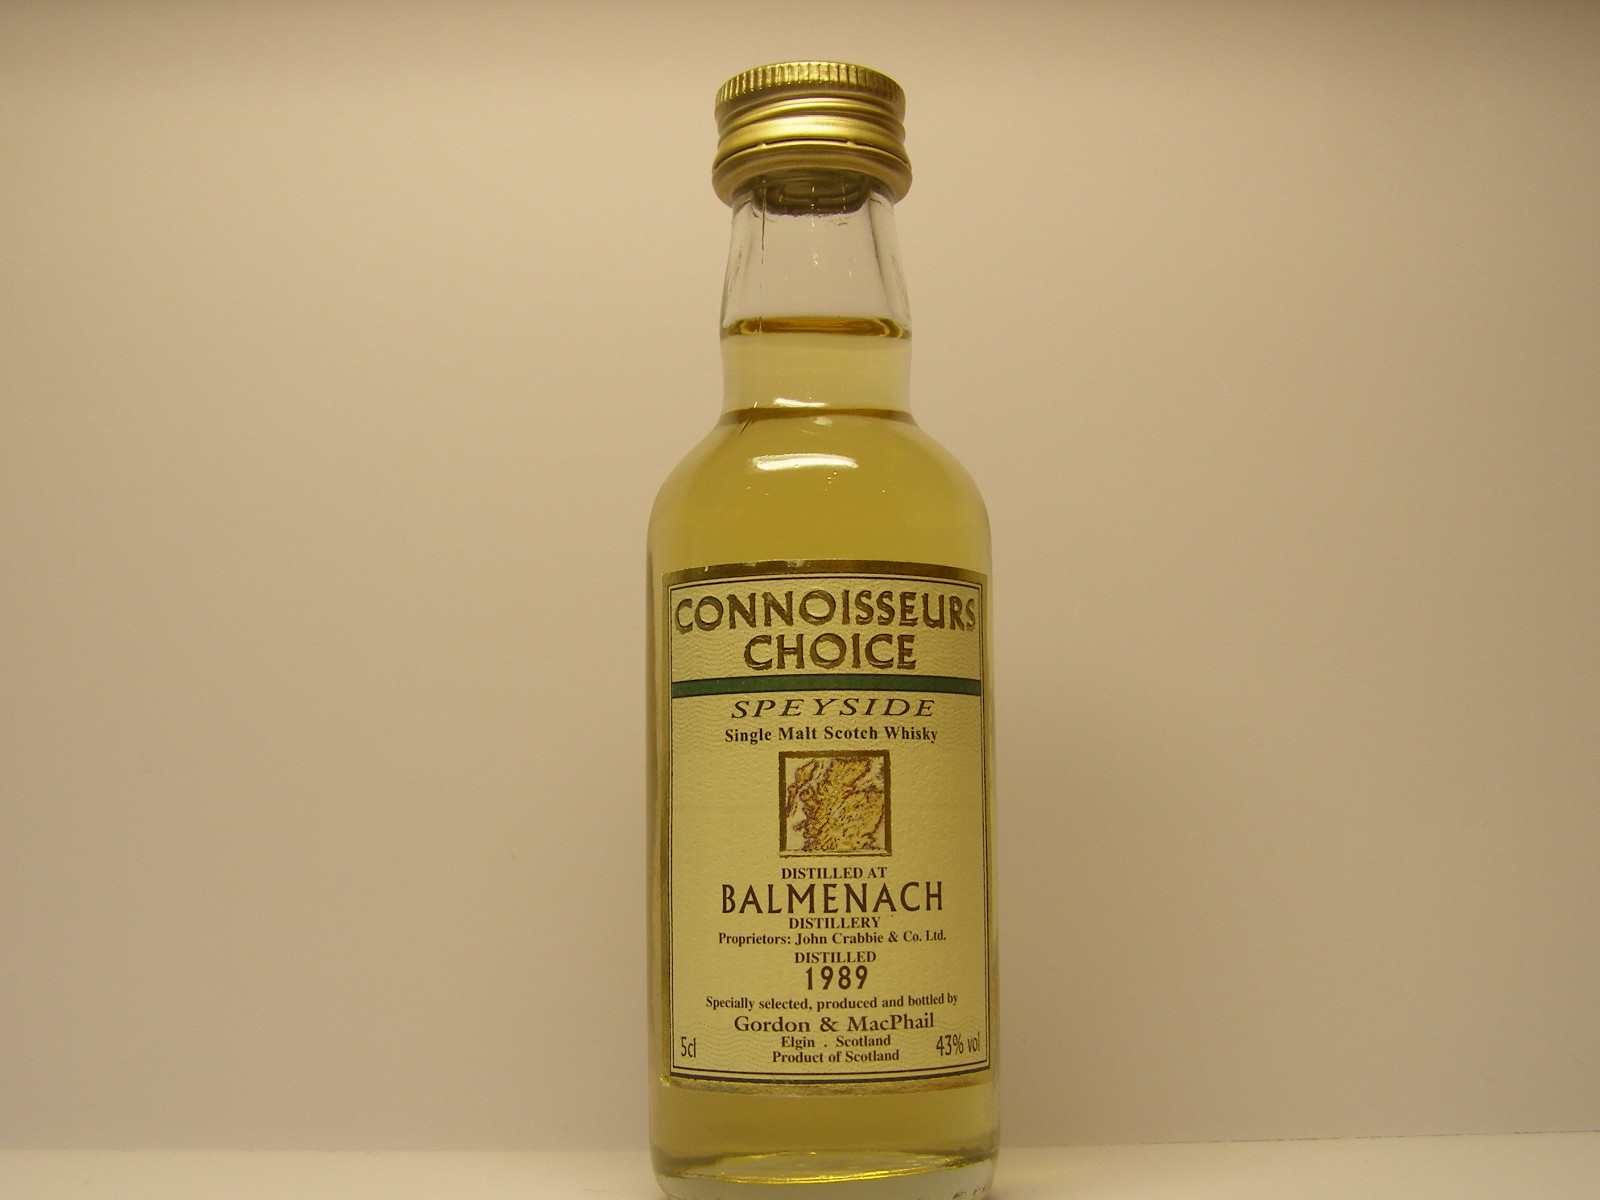 CONNOISSEURS
CHOICE
SPEYSIDE
Single Malt Scotch Whisky
DISTILLED AT
BALMENACH
DISTILLERY
Proprietors: John Crabbie & Co. Ltd.
DISTILLED
1989
Specially selected, produced and bottled by
Gordon & MacPhail
Elgin . Scotland
Product of Scotland
5cl
43% vol